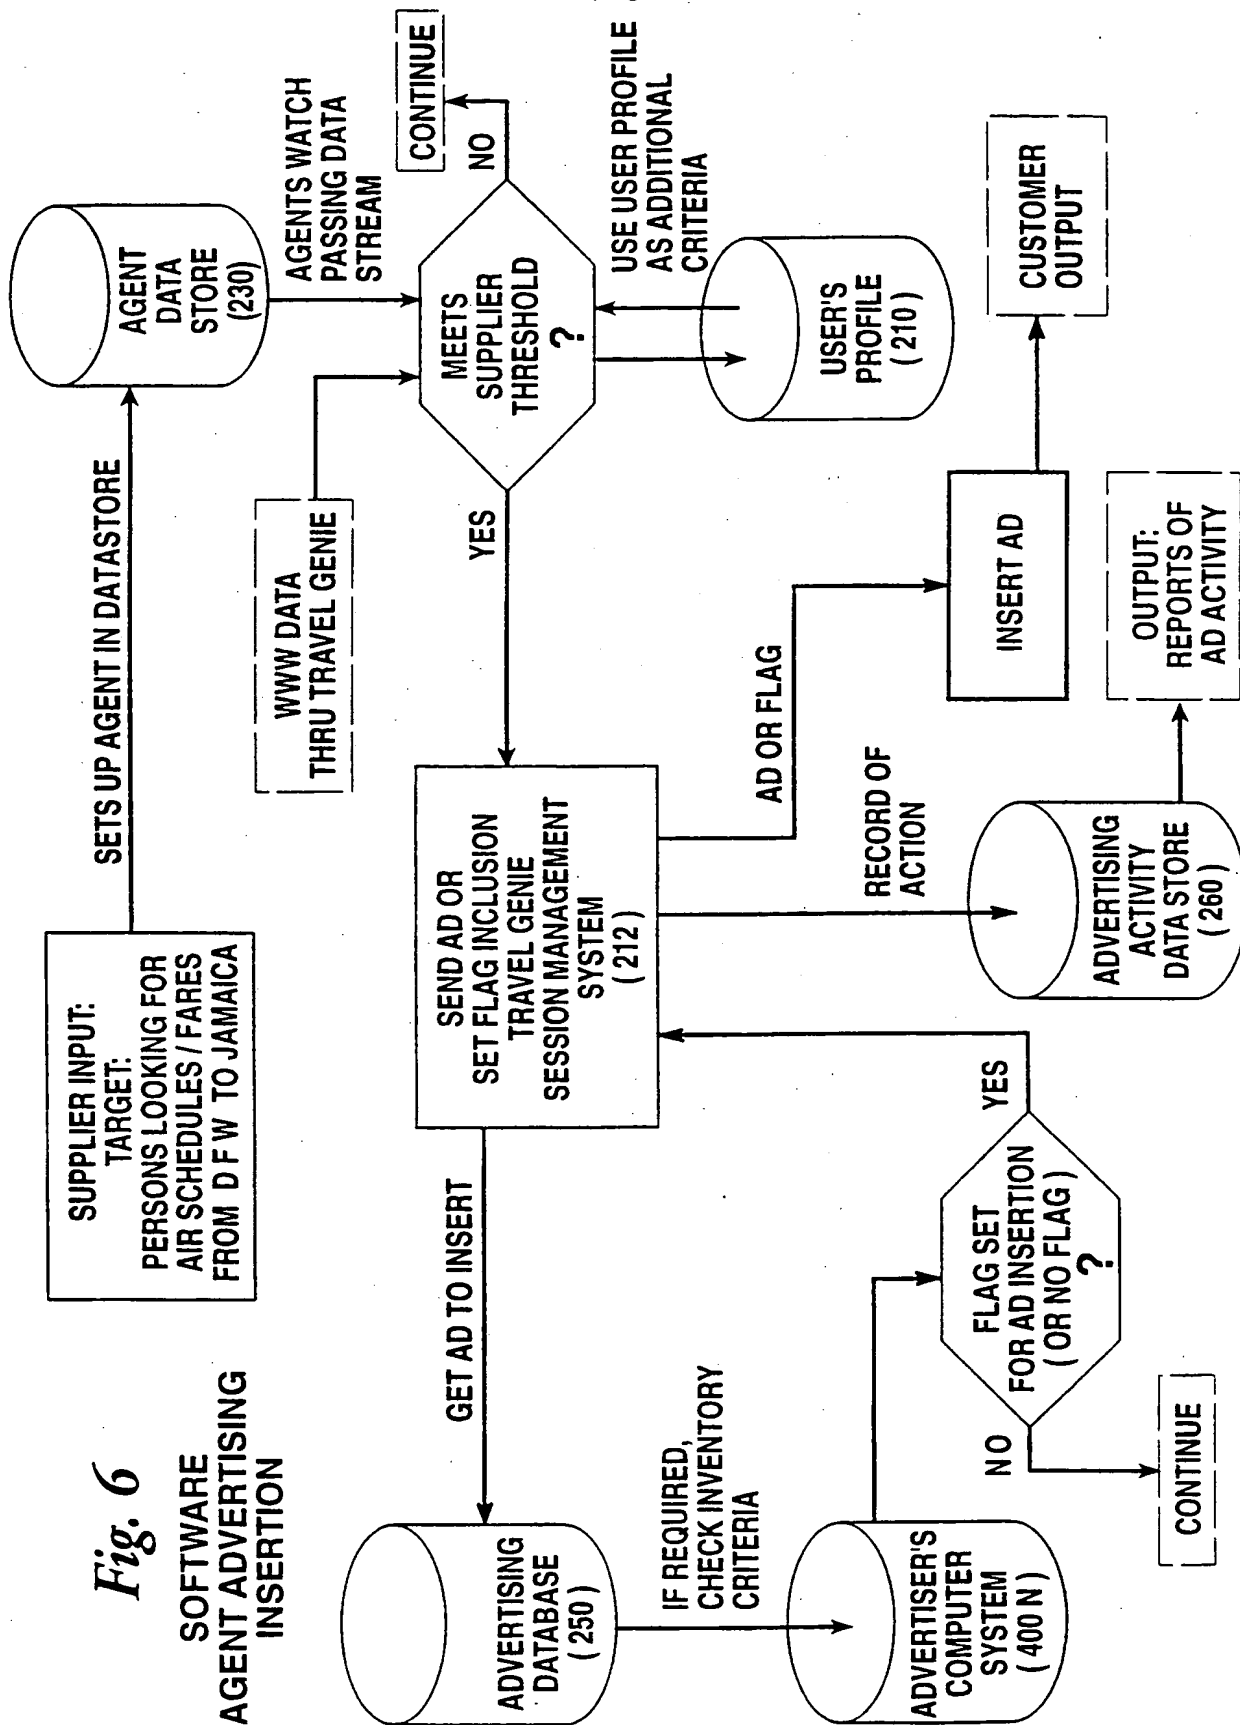 Fig. 6
SOFTWARE
AGENT ADVERTISING
INSERTION
SUPPLIER INPUT:
TARGET:
PERSONS LOOKING FOR
AIR SCHEDULES / FARES
FROM D F W TO JAMAICA
SETS UP AGENT IN DATASTORE
AGENT
DATA
STORE
(230)
WWW DATA
THRU TRAVEL GENIE
AGENTS WATCH
PASSING DATA
STREAM
MEETS
SUPPLIER
THRESHOLD
?
NO
CONTINUE
YES
USE USER PROFILE
AS ADDITIONAL
CRITERIA
USER'S
PROFILE
( 210 )
SEND AD OR
SET FLAG INCLUSION
TRAVEL GENIE
SESSION MANAGEMENT
SYSTEM
( 212 )
GET AD TO INSERT
ADVERTISING
DATABASE
( 250 )
IF REQUIRED,
CHECK INVENTORY
CRITERIA
ADVERTISER'S
COMPUTER
SYSTEM
( 400 N )
FLAG SET
FOR AD INSERTION
( OR NO FLAG )
?
NO
CONTINUE
YES
RECORD OF
ACTION
ADVERTISING
ACTIVITY
DATA STORE
( 260 )
OUTPUT:
REPORTS OF
AD ACTIVITY
AD OR FLAG
INSERT AD
CUSTOMER
OUTPUT